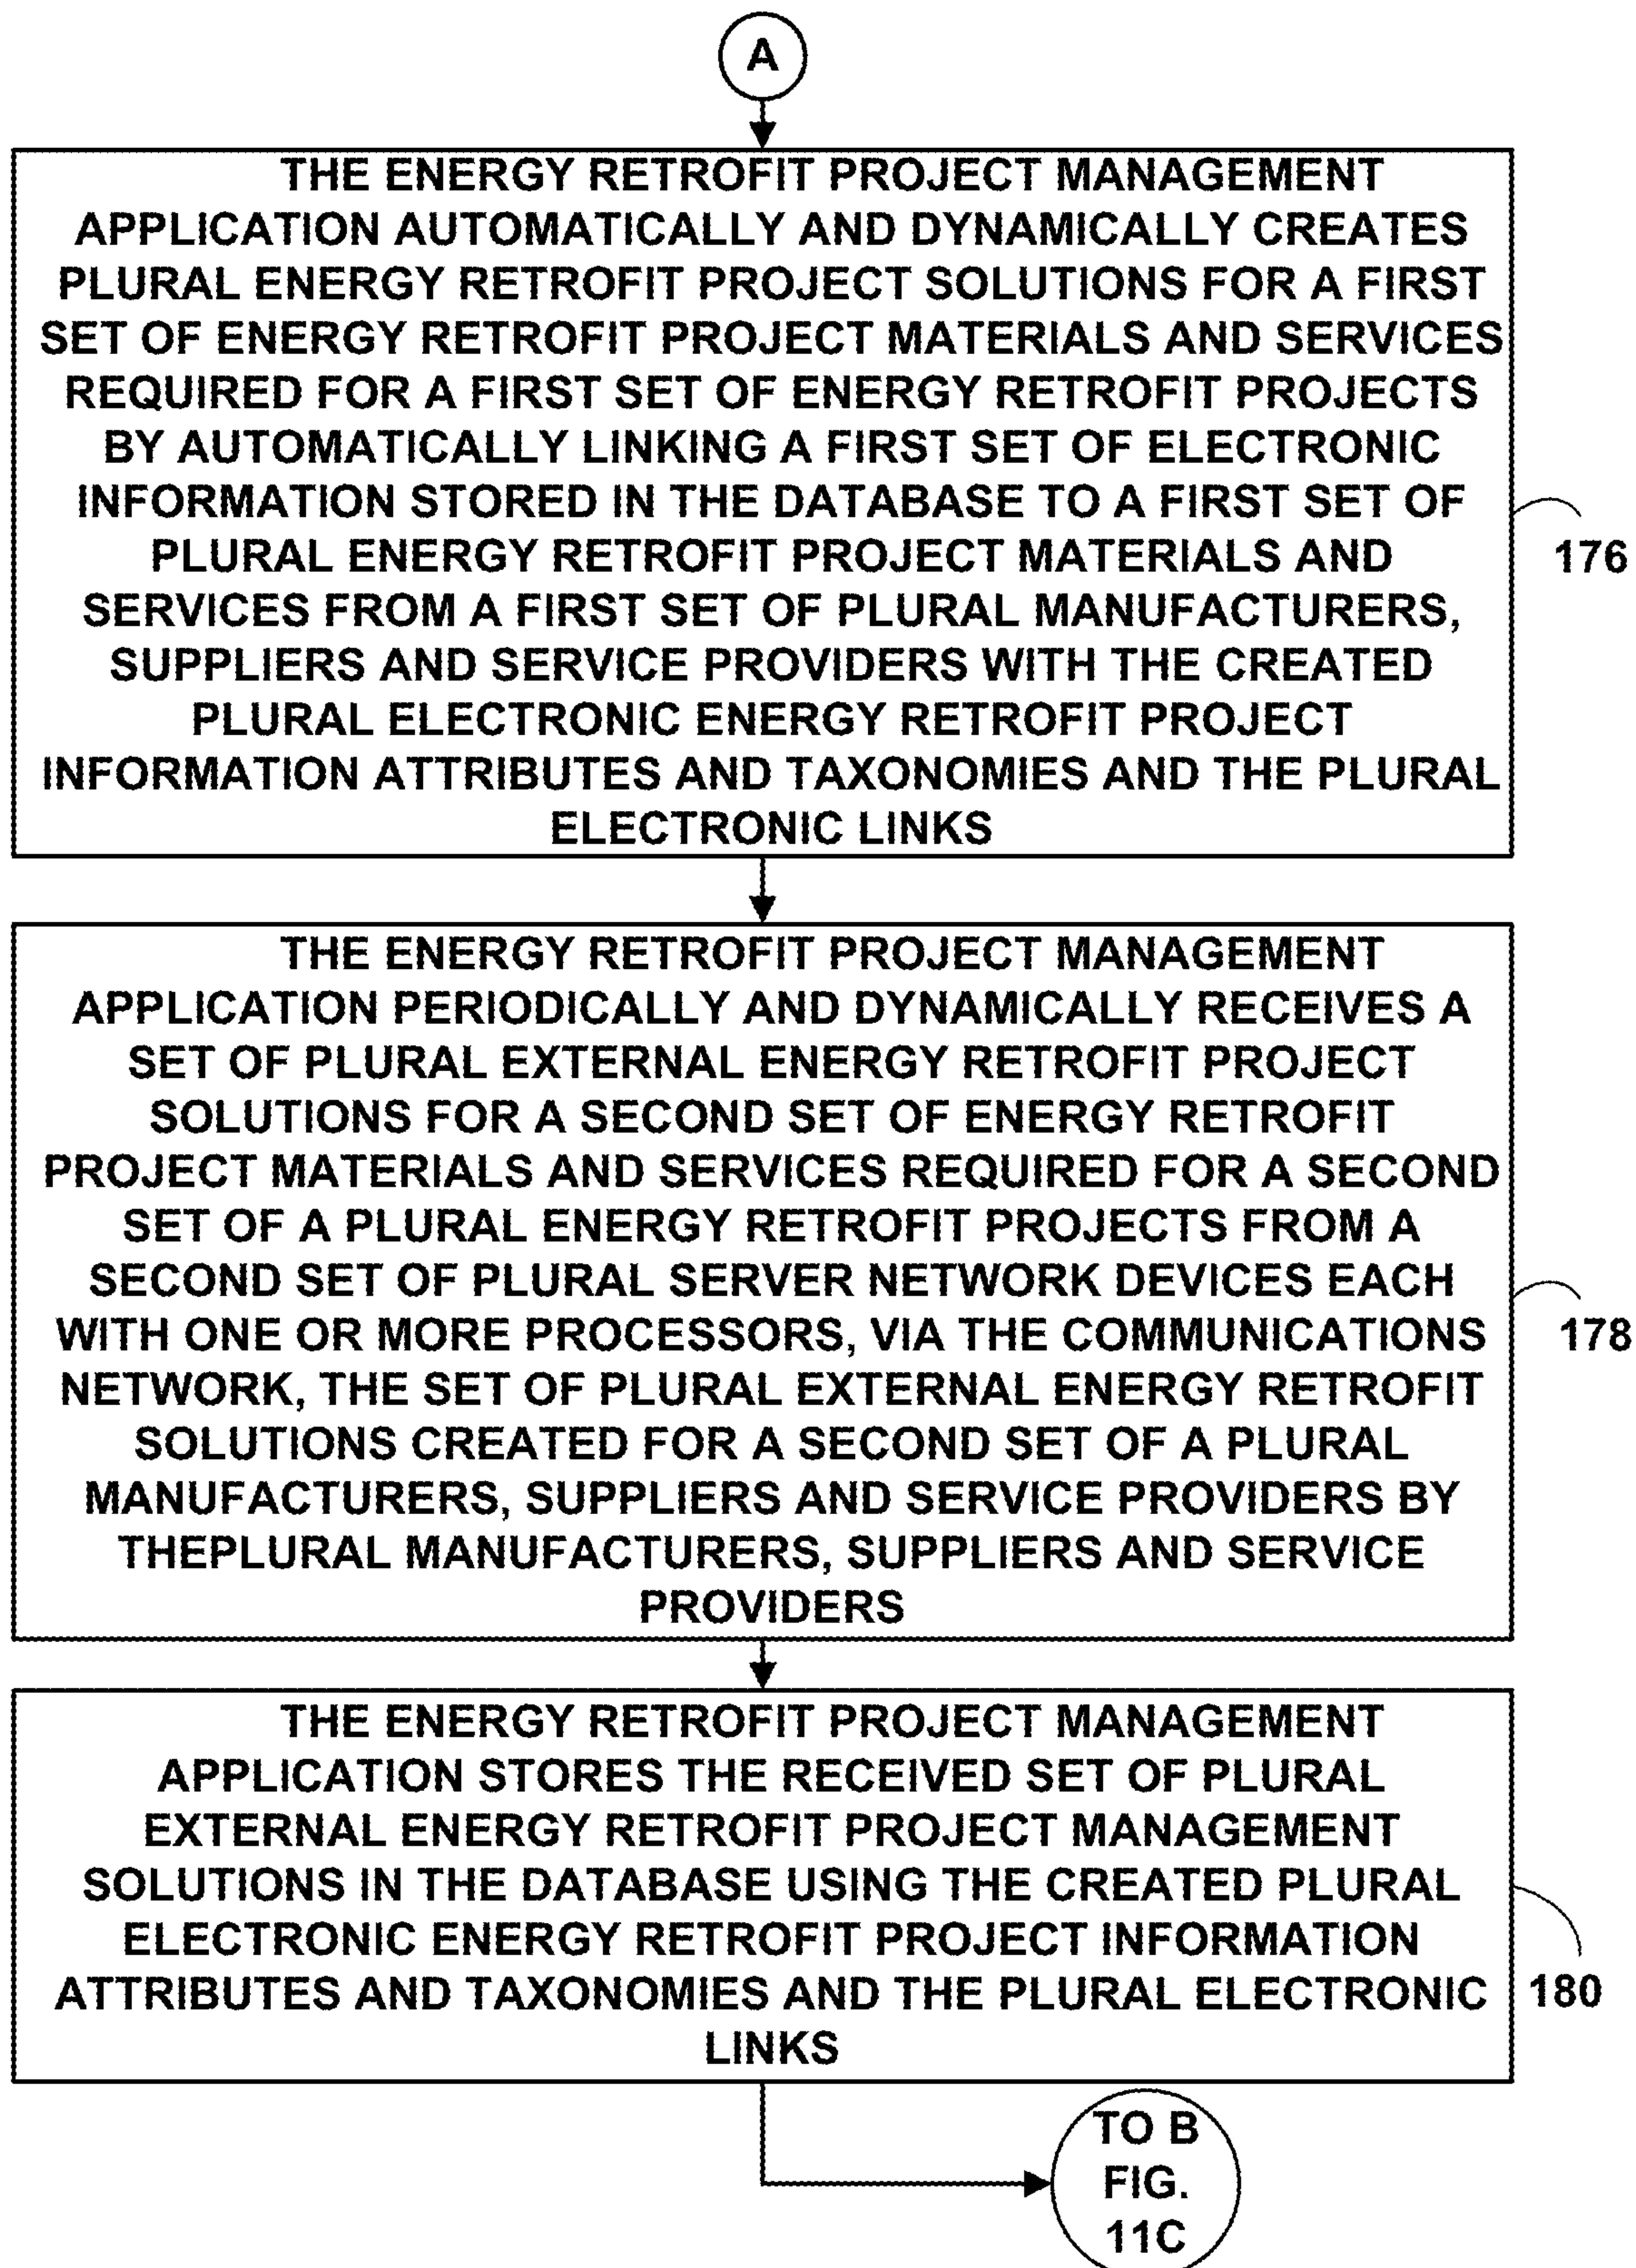 A
THE ENERGY RETROFIT PROJECT MANAGEMENT
APPLICATION AUTOMATICALLY AND DYNAMICALLY CREATES
PLURAL ENERGY RETROFIT PROJECT SOLUTIONS FOR A FIRST
SET OF ENERGY RETROFIT PROJECT MATERIALS AND SERVICES
REQUIRED FOR A FIRST SET OF ENERGY RETROFIT PROJECTS
BY AUTOMATICALLY LINKING A FIRST SET OF ELECTRONIC
INFORMATION STORED IN THE DATABASE TO A FIRST SET OF
PLURAL ENERGY RETROFIT PROJECT MATERIALS AND
SERVICES FROM A FIRST SET OF PLURAL MANUFACTURERS,
SUPPLIERS AND SERVICE PROVIDERS WITH THE CREATED
PLURAL ELECTRONIC ENERGY RETROFIT PROJECT
INFORMATION ATTRIBUTES AND TAXONOMIES AND THE PLURAL
ELECTRONIC LINKS
176
THE ENERGY RETROFIT PROJECT MANAGEMENT
APPLICATION PERIODICALLY AND DYNAMICALLY RECEIVES A
SET OF PLURAL EXTERNAL ENERGY RETROFIT PROJECT
SOLUTIONS FOR A SECOND SET OF ENERGY RETROFIT
PROJECT MATERIALS AND SERVICES REQUIRED FOR A SECOND
SET OF A PLURAL ENERGY RETROFIT PROJECTS FROM A
SECOND SET OF PLURAL SERVER NETWORK DEVICES EACH
WITH ONE OR MORE PROCESSORS, VIA THE COMMUNICATIONS
NETWORK, THE SET OF PLURAL EXTERNAL ENERGY RETROFIT
SOLUTIONS CREATED FOR A SECOND SET OF A PLURAL
MANUFACTURERS, SUPPLIERS AND SERVICE PROVIDERS BY
THEPLURAL MANUFACTURERS, SUPPLIERS AND SERVICE
PROVIDERS
178
THE ENERGY RETROFIT PROJECT MANAGEMENT
APPLICATION STORES THE RECEIVED SET OF PLURAL
EXTERNAL ENERGY RETROFIT PROJECT MANAGEMENT
SOLUTIONS IN THE DATABASE USING THE CREATED PLURAL
ELECTRONIC ENERGY RETROFIT PROJECT INFORMATION
ATTRIBUTES AND TAXONOMIES AND THE PLURAL ELECTRONIC
LINKS
180
TO B
FIG.
11C